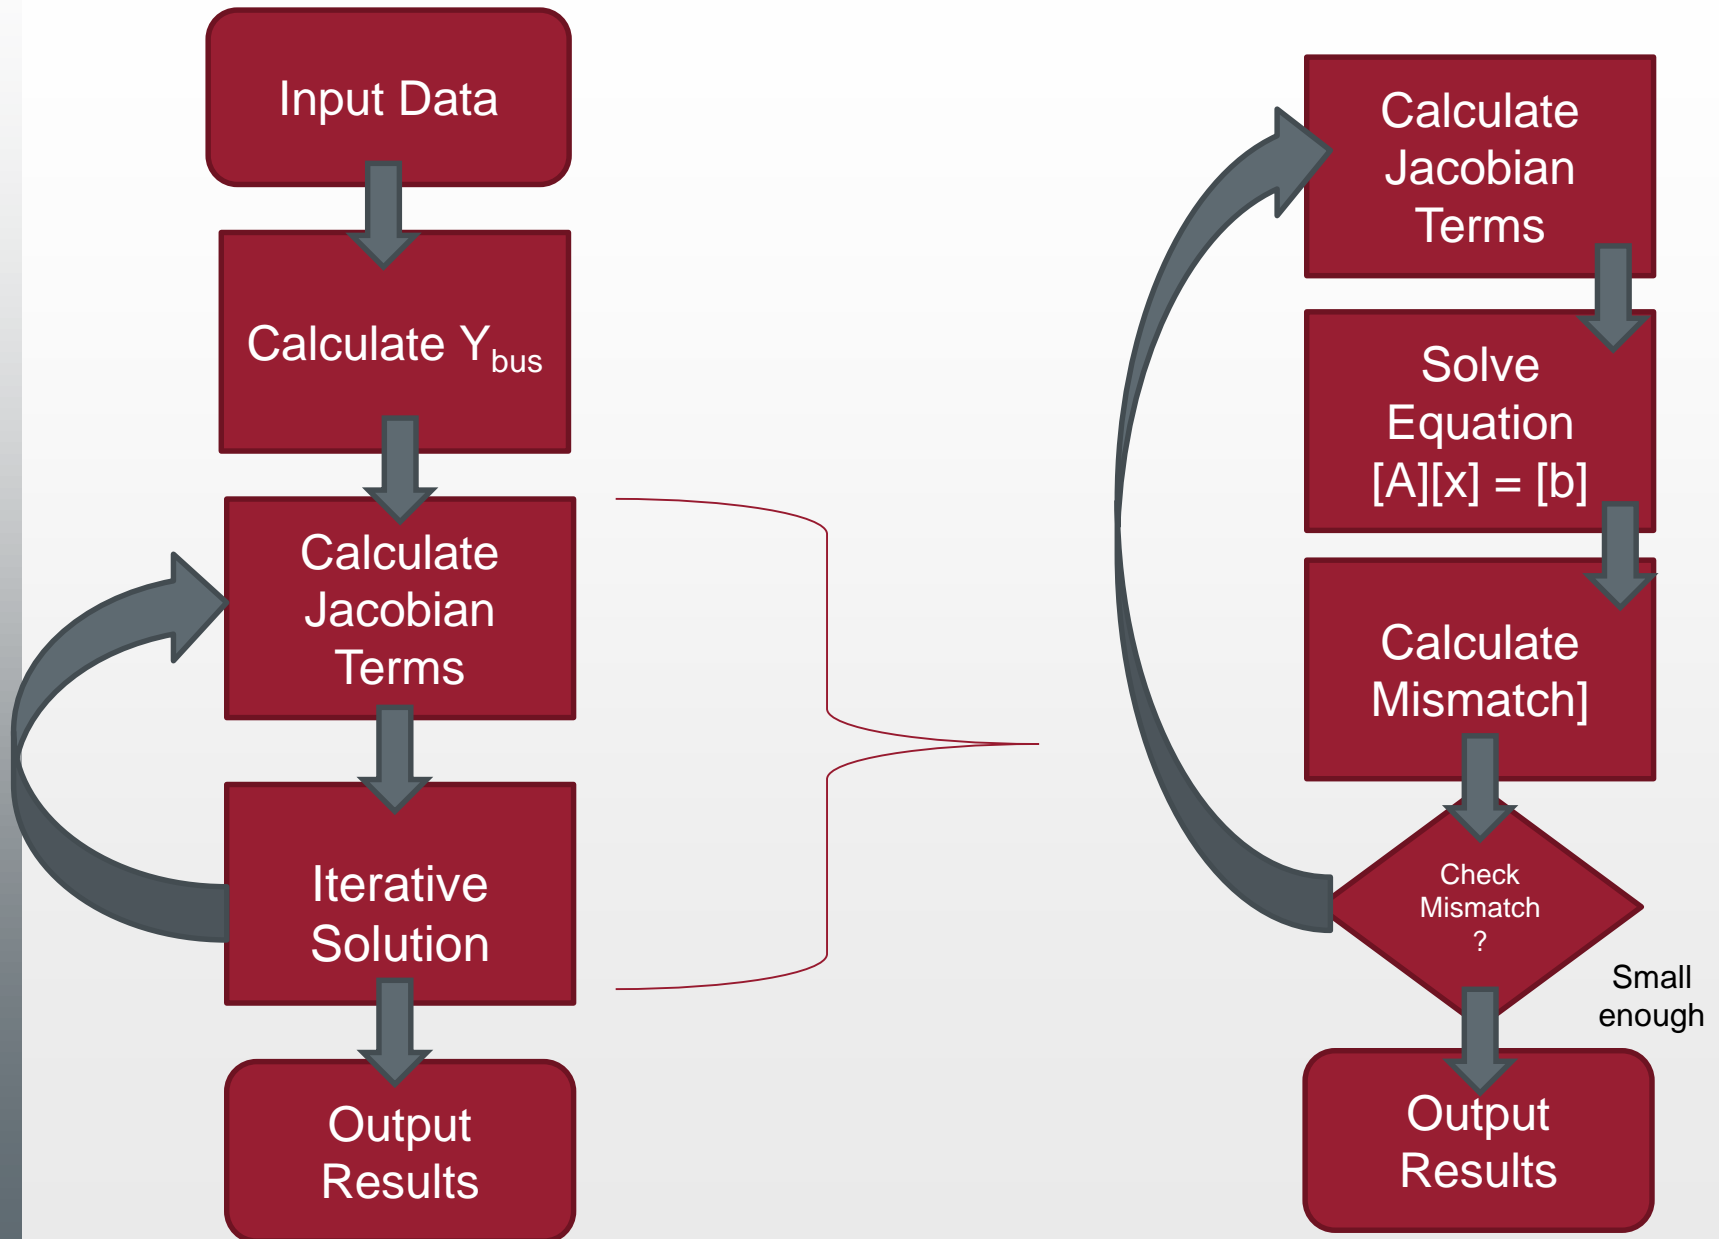 Input Data
Calculate Ybus
Calculate
Jacobian
Terms
Iterative
Solution
Output
Results
Calculate
Jacobian
Terms
Solve
Equation
[A][x] = [b]
Calculate
Mismatch]
Check
Mismatch
?
Small
enough
Output
Results